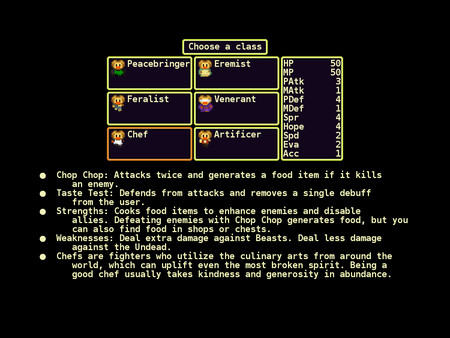 Choose a class
Peacebringer
Eremist
Feralist
Venerant
Chef
Artificer
HP 50
MP 50
PAtk 3
MAtk 1
PDef 4
MDef 1
Spr 4
Hope 4
Spd 2
Eva 2
Acc 1
● Chop Chop: Attacks twice and generates a food item if it kills
an enemy.
● Taste Test: Defends from attacks and removes a single debuff
from the user.
● Strengths: Cooks food items to enhance enemies and disable
allies. Defeating enemies with Chop Chop generates food, but you
can also find food in shops or chests.
● Weaknesses: Deal extra damage against Beasts. Deal less damage
against the Undead.
● Chefs are fighters who utilize the culinary arts from around the
world, which can uplift even the most broken spirit. Being a
good chef usually takes kindness and generosity in abundance.